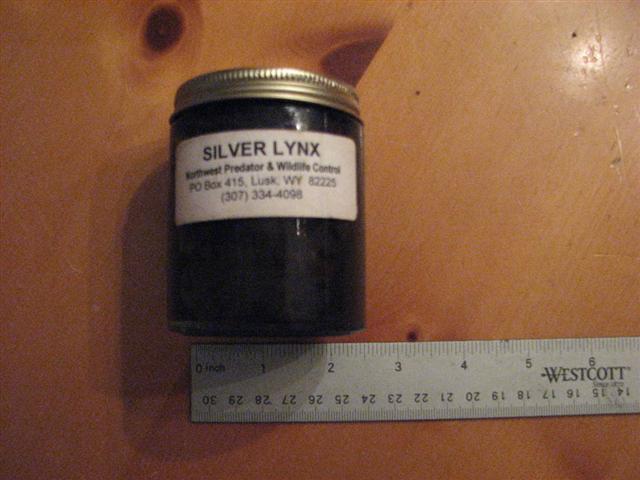 SILVER LYNX
Northwest Predator & Wildlife Control
PO Box 415, Lusk, WY 82225
(307) 334-4098
0 inch 1 2 3 4 5 6
WESTCOTT
Since 1872
30 29 28 27 26 25 24 23 22 21 20 19 18 17 16 15 14